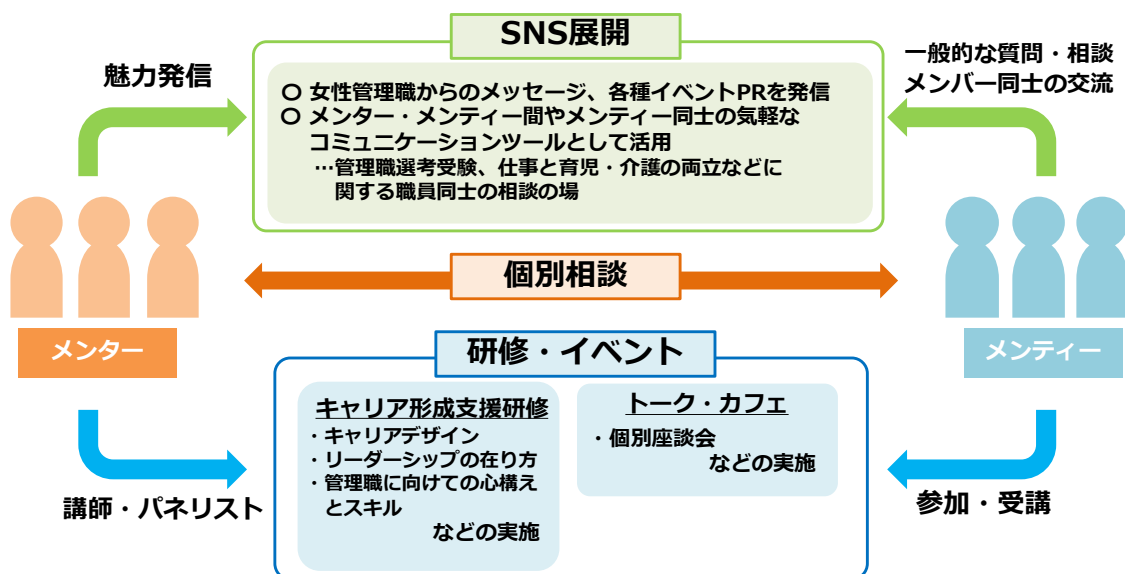 SNS展開
魅力発信
一般的な質問・相談
メンバー同士の交流
〇 女性管理職からのメッセージ、各種イベントPRを発信
〇 メンター・メンティー間やメンティー同士の気軽な
コミュニケーションツールとして活用
…管理職選考受験、仕事と育児・介護の両立などに
関する職員同士の相談の場
個別相談
メンター
メンティー
研修・イベント
キャリア形成支援研修
・キャリアデザイン
・リーダーシップの在り方
・管理職に向けての心構え
とスキル
などの実施
トーク・カフェ
・個別座談会
などの実施
講師・パネリスト
参加・受講